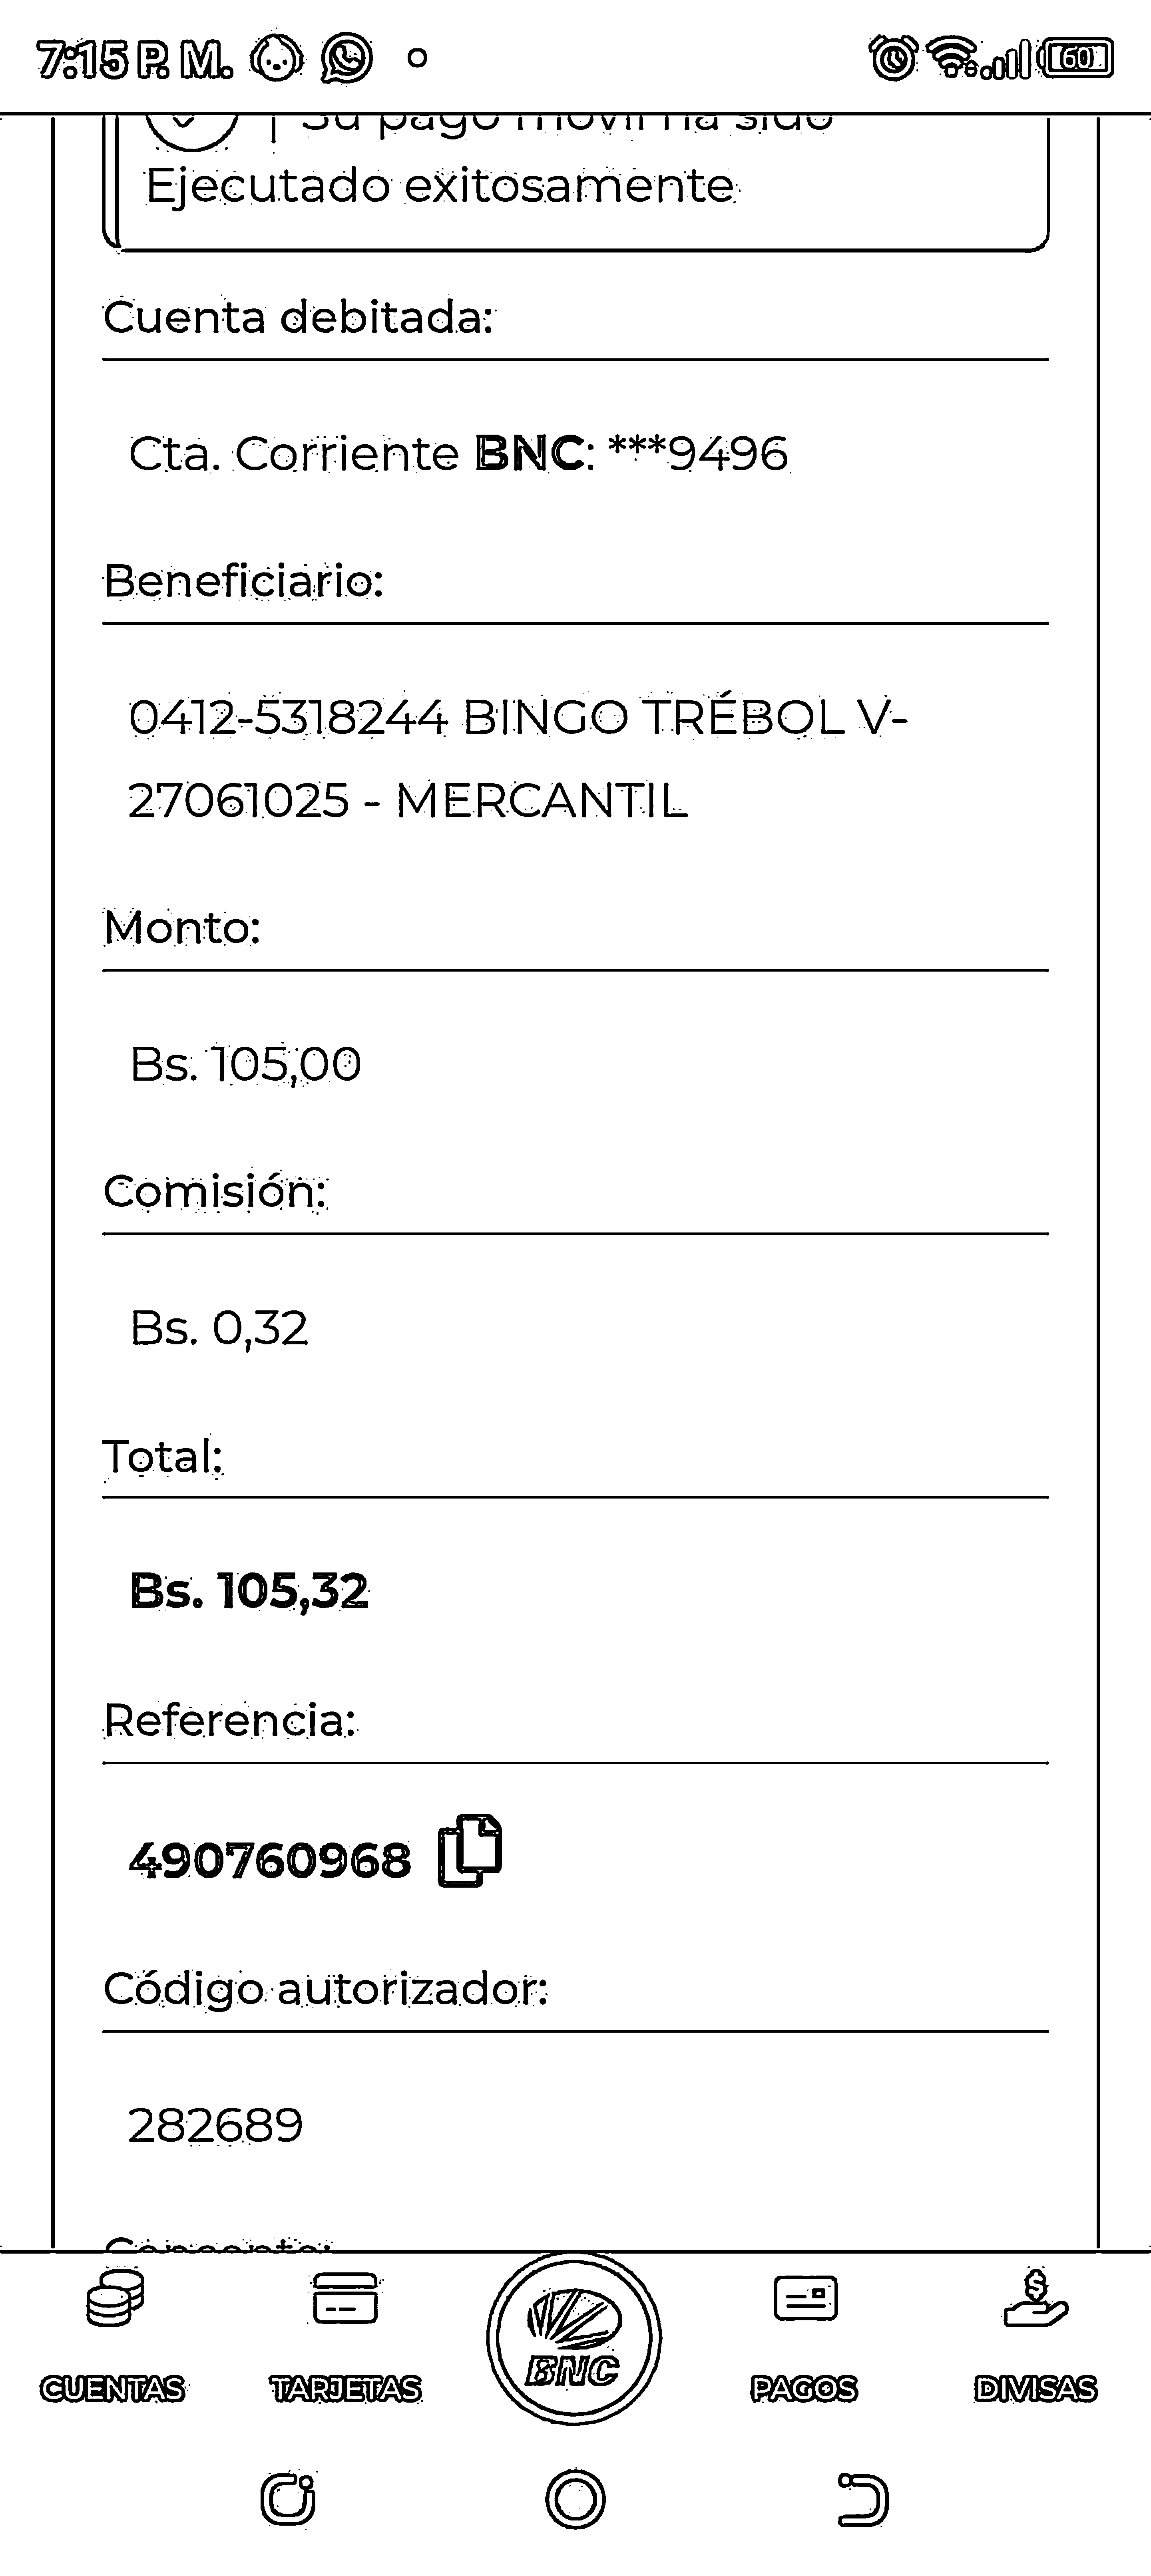 7:15 P. M.
60
Su pago móvil ha sido
Ejecutado exitosamente
Cuenta debitada:
Cta. Corriente BNC: ***9496
Beneficiario:
0412-5318244 BINGO TRÉBOL V-
27061025 - MERCANTIL
Monto:
Bs. 105,00
Comisión:
Bs. 0,32
Total:
Bs. 105,32
Referencia:
490760968
Código autorizador:
282689
Concepto:
CUENTAS
TARJETAS
BNC
PAGOS
DIVISAS